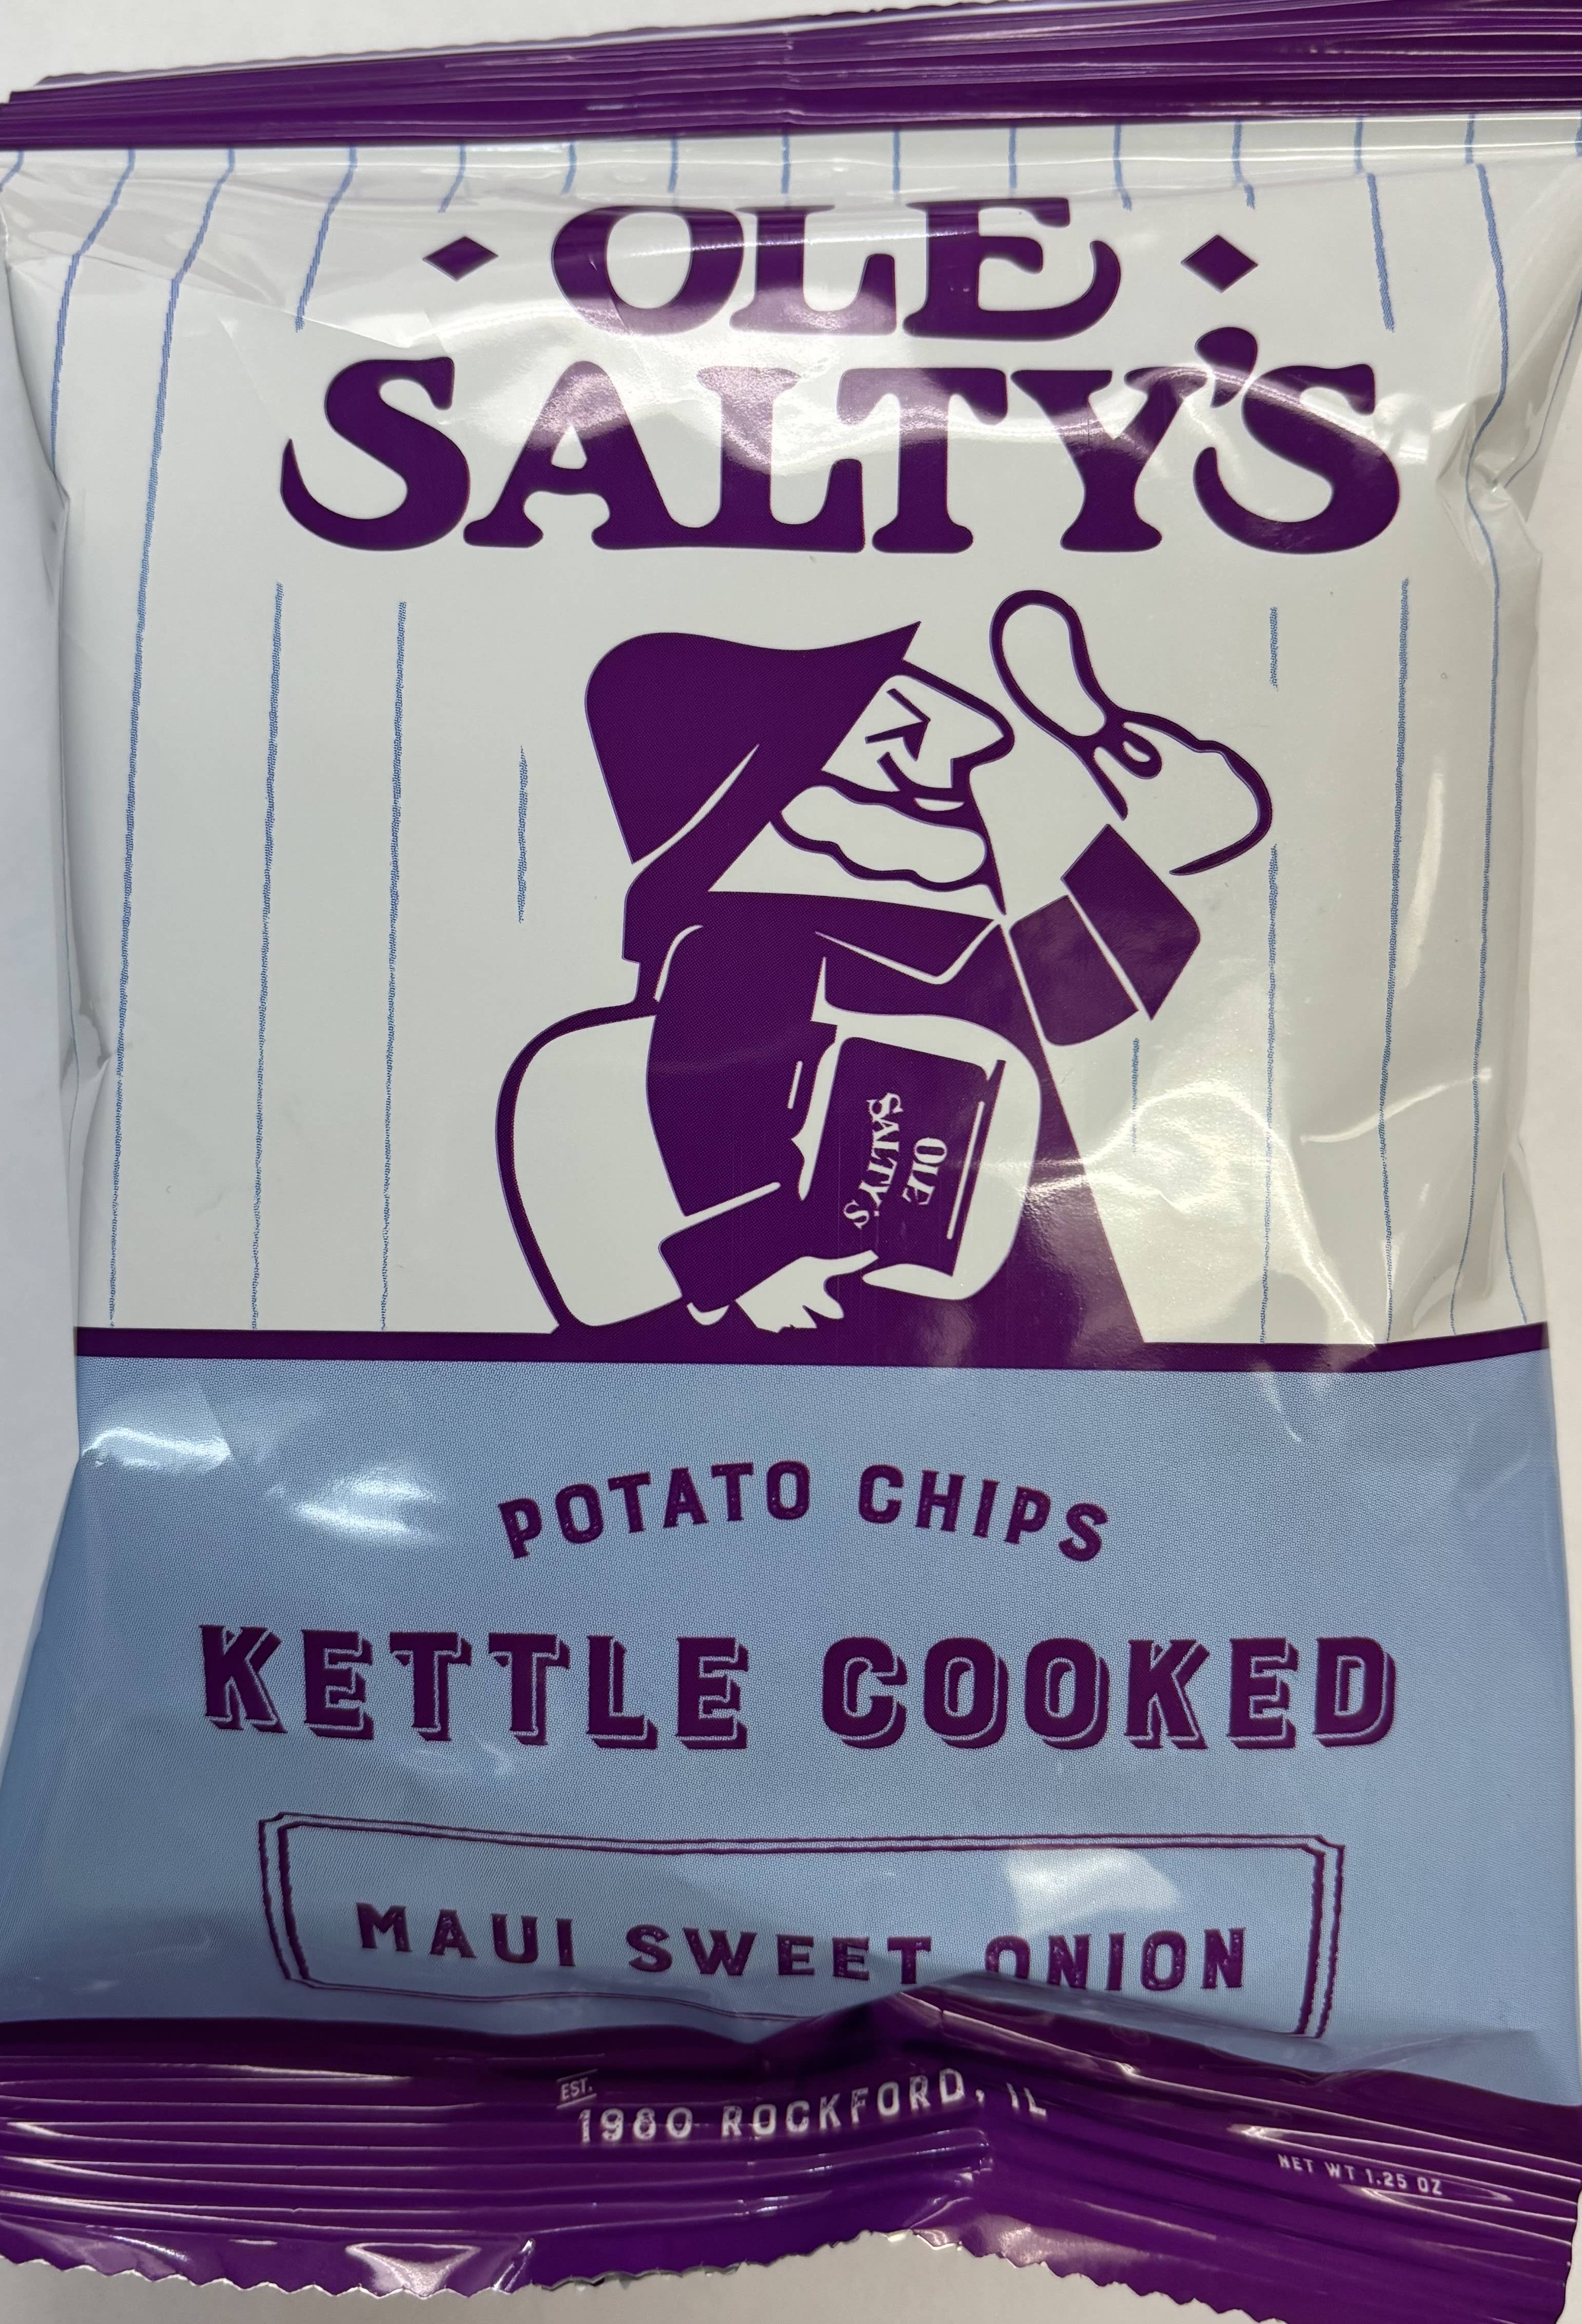 OLE
SALTY'S
OLE
SALTY'S
POTATO CHIPS
KETTLE COOKED
MAUI SWEET ONION
EST.
1980 ROCKFORD, IL
NET WT 1.25 OZ